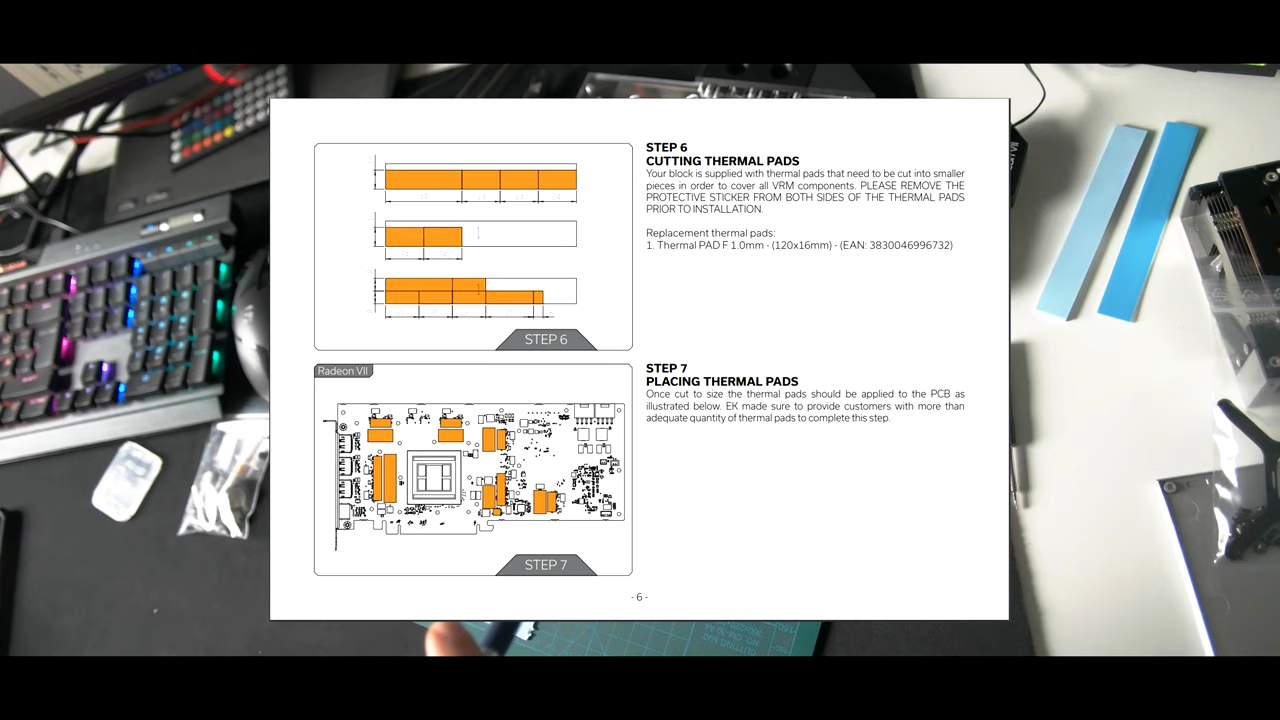 STEP 6
CUTTING THERMAL PADS
Your block is supplied with thermal pads that need to be cut into smaller
pieces in order to cover all VRM components. PLEASE REMOVE THE
PROTECTIVE STICKER FROM BOTH SIDES OF THE THERMAL PADS
PRIOR TO INSTALLATION.
Replacement thermal pads:
1. Thermal PAD F 1.0mm - (120x16mm) - (EAN: 3830046996732)
STEP 6
Radeon VII
STEP 7
PLACING THERMAL PADS
Once cut to size the thermal pads should be applied to the PCB as
illustrated below. EK made sure to provide customers with more than
adequate quantity of thermal pads to complete this step.
STEP 7
- 6 -